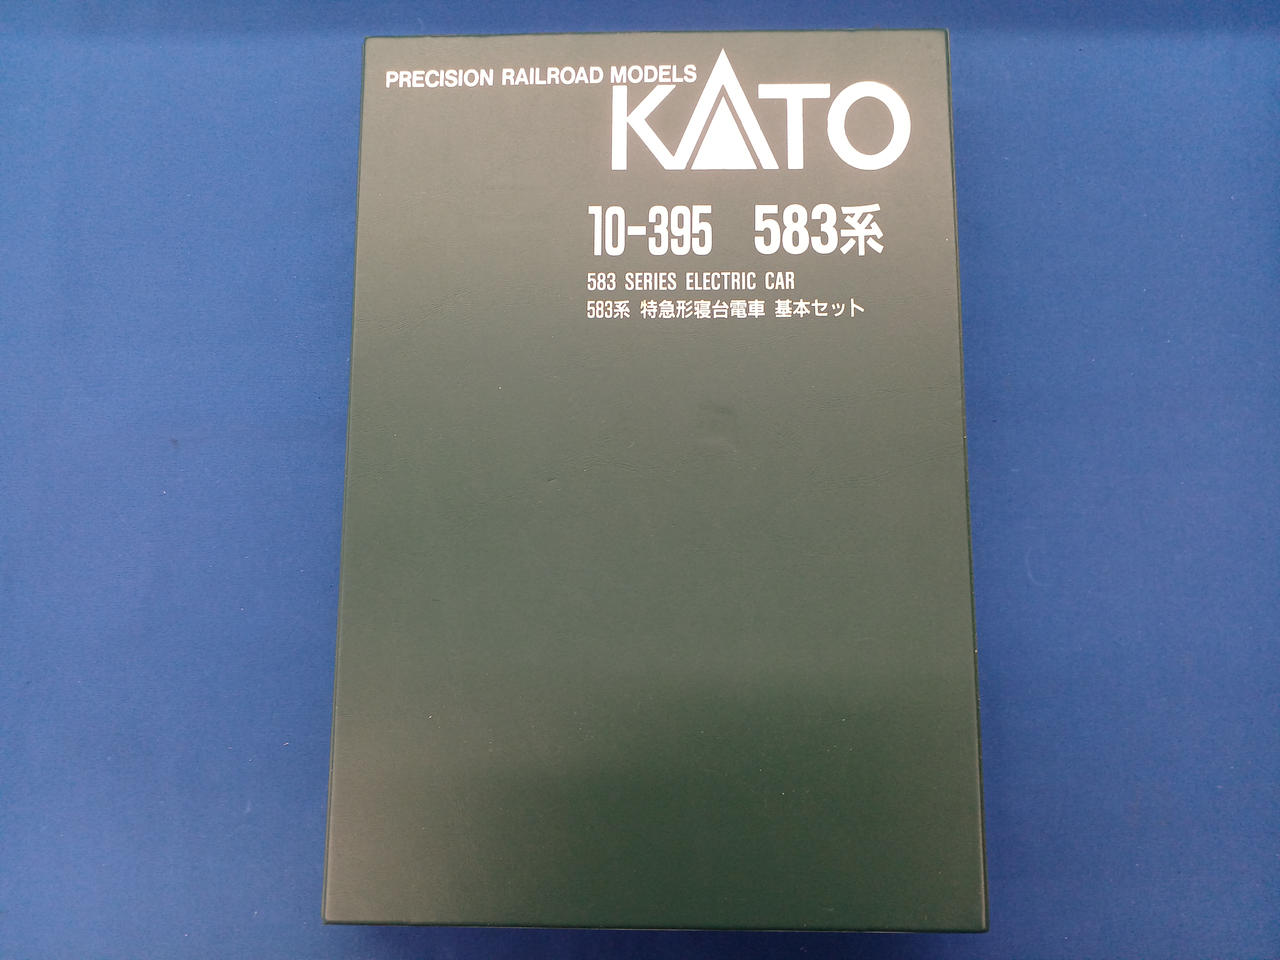 PRECISION RAILROAD MODELS
KATO
10-395 583系
583 SERIES ELECTRIC CAR
583系 特急形寝台電車 基本セット